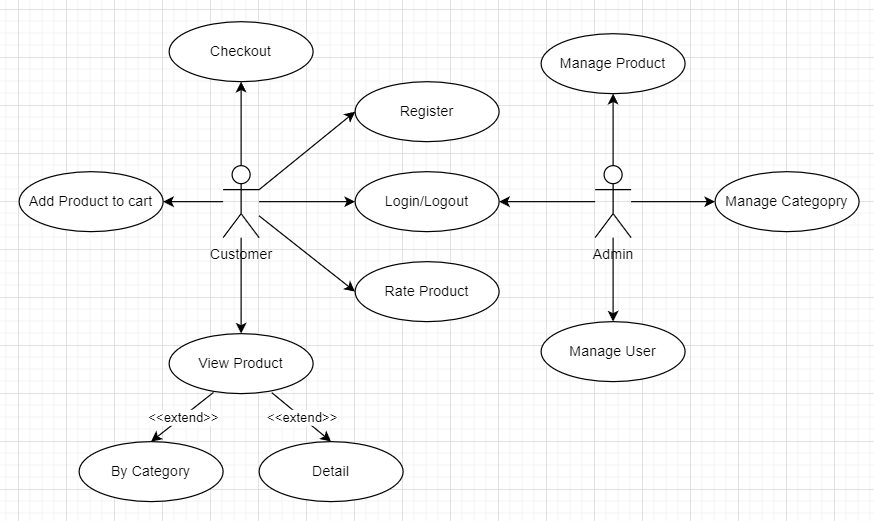 Checkout
Manage Product
Register
Add Product to cart
Login/Logout
Manage Categopry
Customer
Admin
Rate Product
View Product
Manage User
<<extend>>
<<extend>>
By Category
Detail